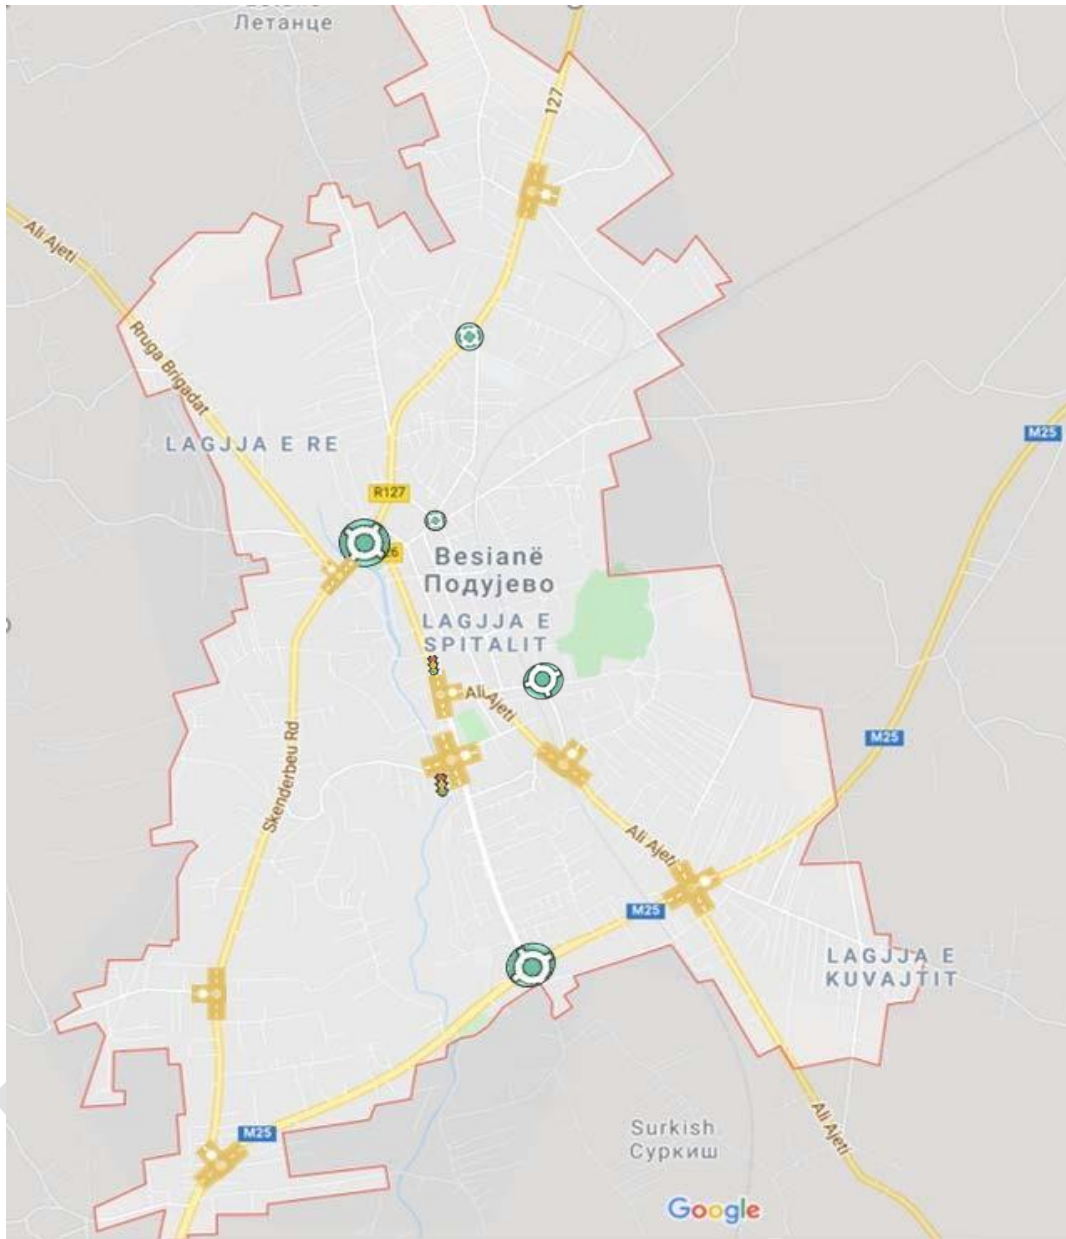 Летанце
127
Ali Ajeti
Rruga Brigadat
M25
LAGJJA E RE
R127
26
Besianë
Подујево
LAGJJA E
SPITALIT
Ali Ajeti
Skenderbeu Rd
M25
Ali Ajeti
M25
LAGJJA E
KUVAJTIT
M25
Ali Ajeti
Surkish
Суркиш
Google